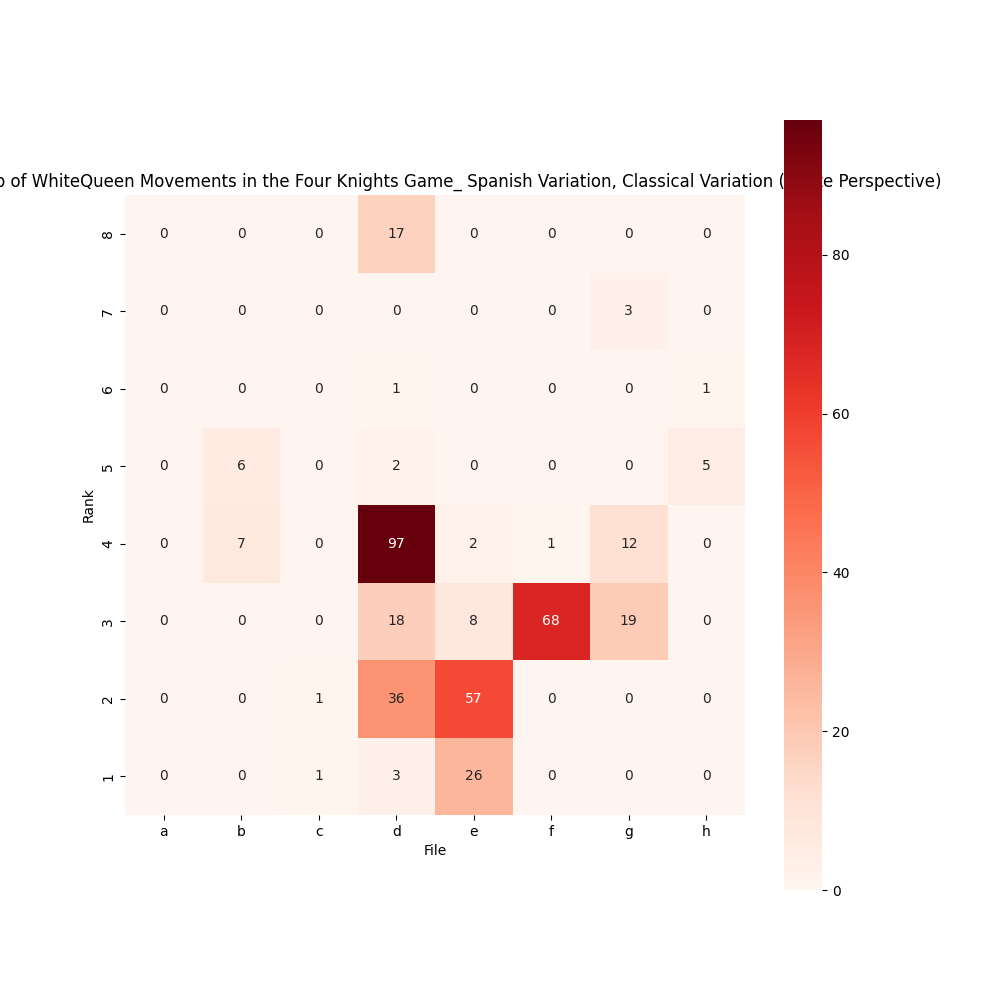 of WhiteQueen Movements in the Four Knights Game_ Spanish Variation, Classical Variation ( Perspective)
8 0 0 0 17 0 0 0 0
7 0 0 0 0 0 0 3 0
6 0 0 0 1 0 0 0 1
5 0 6 0 2 0 0 0 5
4 0 7 0 97 2 1 12 0
3 0 0 0 18 8 68 19 0
2 0 0 1 36 57 0 0 0
1 0 0 1 3 26 0 0 0
a b c d e f g h
File
Rank
80
60
40
20
0